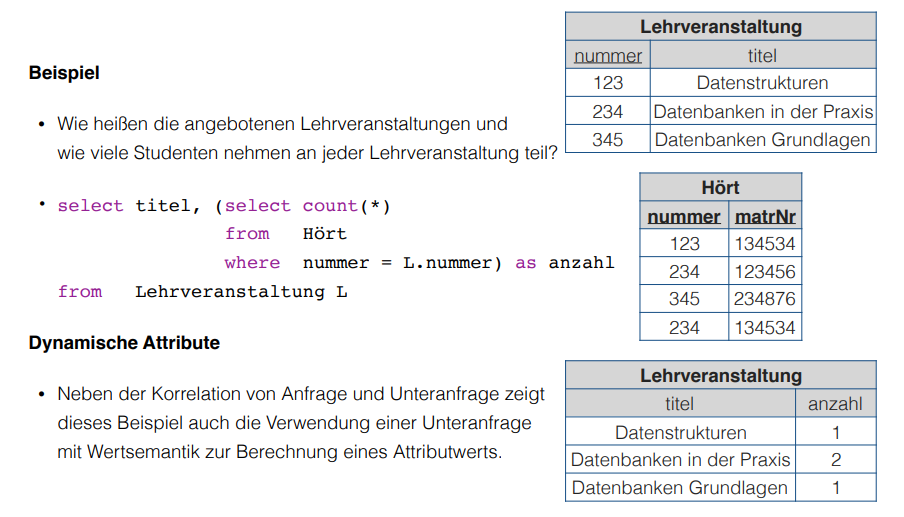 Beispiel
• Wie heißen die angebotenen Lehrveranstaltungen und
wie viele Studenten nehmen an jeder Lehrveranstaltung teil?
• select titel, (select count(*)
from Hört
where nummer = L.nummer) as anzahl
from Lehrveranstaltung L
Dynamische Attribute
• Neben der Korrelation von Anfrage und Unteranfrage zeigt
dieses Beispiel auch die Verwendung einer Unteranfrage
mit Wertsemantik zur Berechnung eines Attributwerts.
Lehrveranstaltung
nummer titel
123 Datenstrukturen
234 Datenbanken in der Praxis
345 Datenbanken Grundlagen
Hört
nummer matrNr
123 134534
234 123456
345 234876
234 134534
Lehrveranstaltung
titel anzahl
Datenstrukturen 1
Datenbanken in der Praxis 2
Datenbanken Grundlagen 1